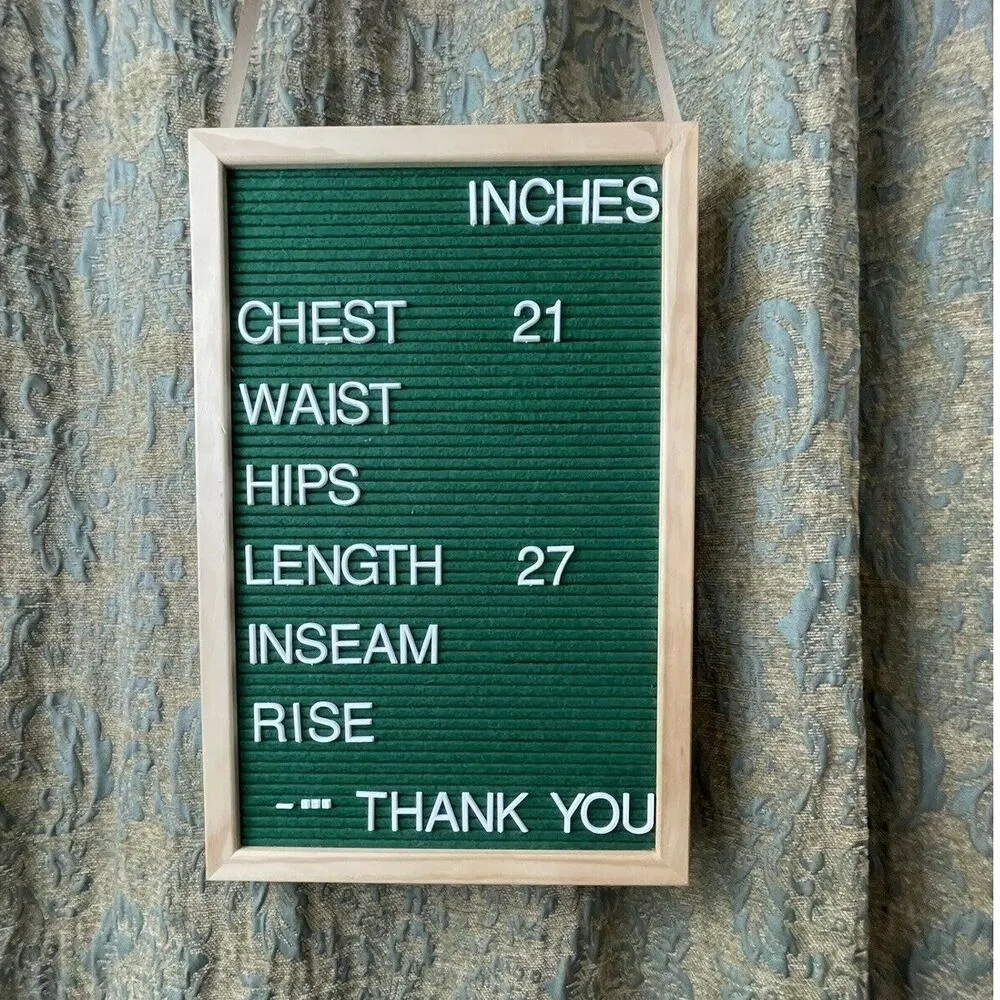 INCHES
CHEST 21
WAIST
HIPS
LENGTH 27
INSEAM
RISE
~''' THANK YOU